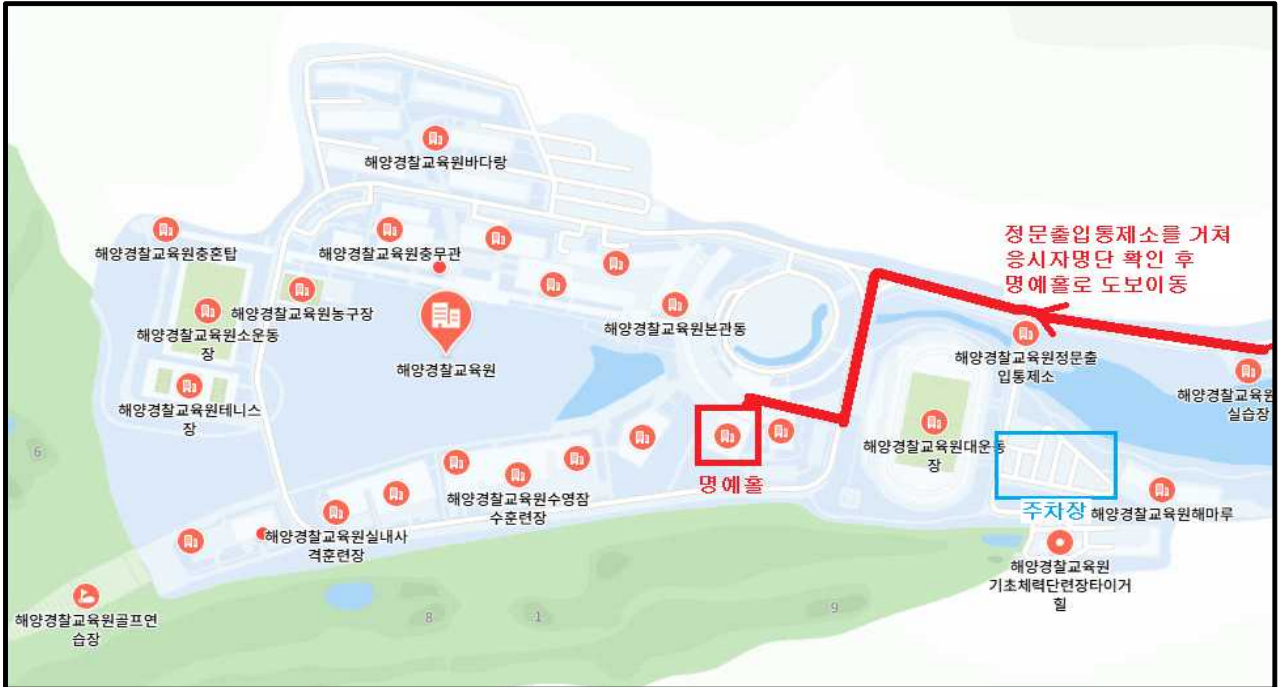 해양경찰교육원바다랑
해양경찰교육원충혼탑
해양경찰교육원충무관
정문출입통제소를 거쳐
응시자명단 확인 후
명예홀로 도보이동
해양경찰교육원농구장
해양경찰교육원소운동
장
해양경찰교육원본관동
해양경찰교육원정문출
입통제소
해양경찰교육원
해양경찰교육원
실습장
해양경찰교육원테니스
장
6
해양경찰교육원대운동
장
명예홀
해양경찰교육원수영잠
수훈련장
주차장
해양경찰교육원해마루
해양경찰교육원실내사
격훈련장
해양경찰교육원
기초체력단련장타이거
힐
해양경찰교육원골프연
습장
8
1
9